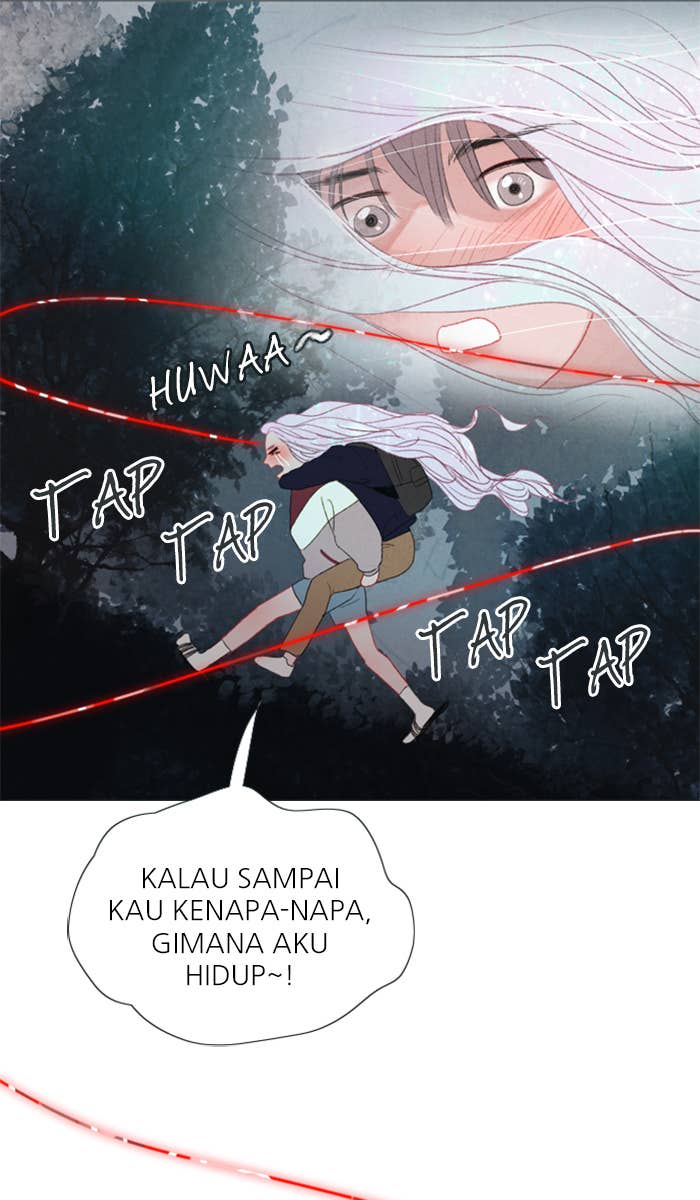 HUWAA~
TAP
TAP
TAP
TAP
KALAU SAMPAI
KAU KENAPA-NAPA,
GIMANA AKU
HIDUP~!